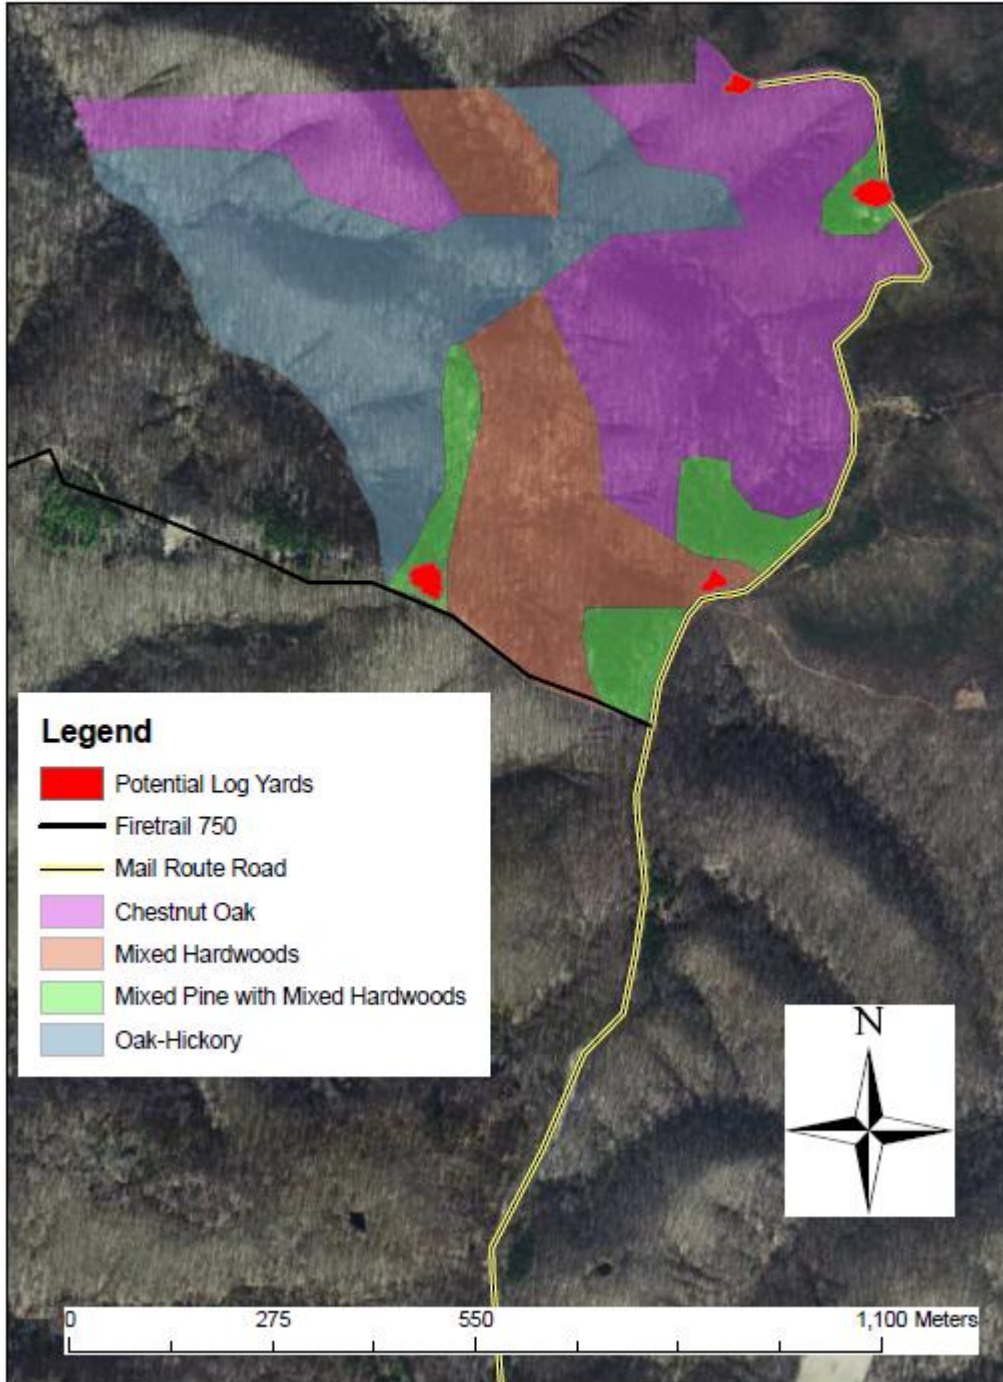 Legend
Potential Log Yards
Firetrail 750
Mail Route Road
Chestnut Oak
Mixed Hardwoods
Mixed Pine with Mixed Hardwoods
Oak-Hickory
N
0 275 550 1,100 Meters